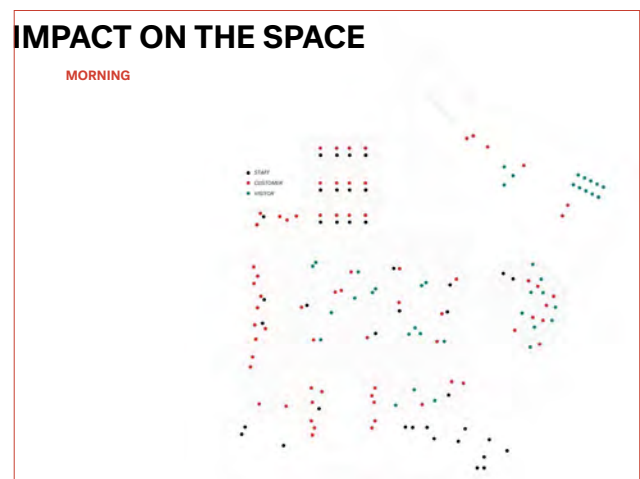 IMPACT ON THE SPACE
MORNING
STAFF
CUSTOMER
VISITOR